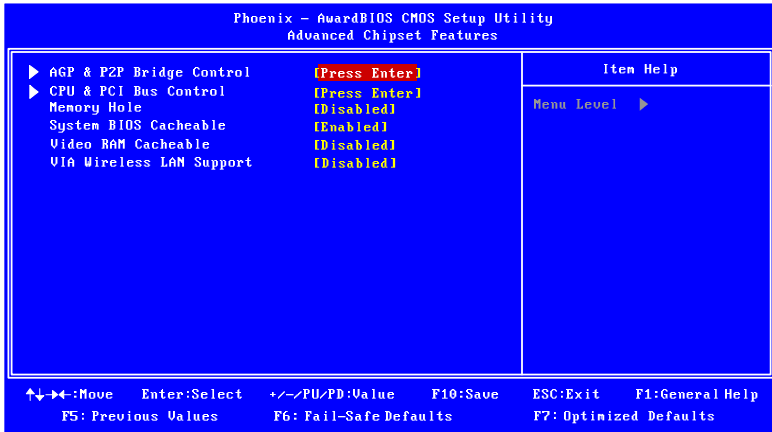 Phoenix – AwardBIOS CMOS Setup Utility
Advanced Chipset Features
AGP & P2P Bridge Control [Press Enter]
CPU & PCI Bus Control [Press Enter]
Memory Hole [Disabled]
System BIOS Cacheable [Enabled]
Video RAM Cacheable [Disabled]
VIA Wireless LAN Support [Disabled]
Item Help
Menu Level
↑↓→←:Move Enter:Select +/-/PU/PD:Value F10:Save ESC:Exit F1:General Help
F5: Previous Values F6: Fail-Safe Defaults F7: Optimized Defaults